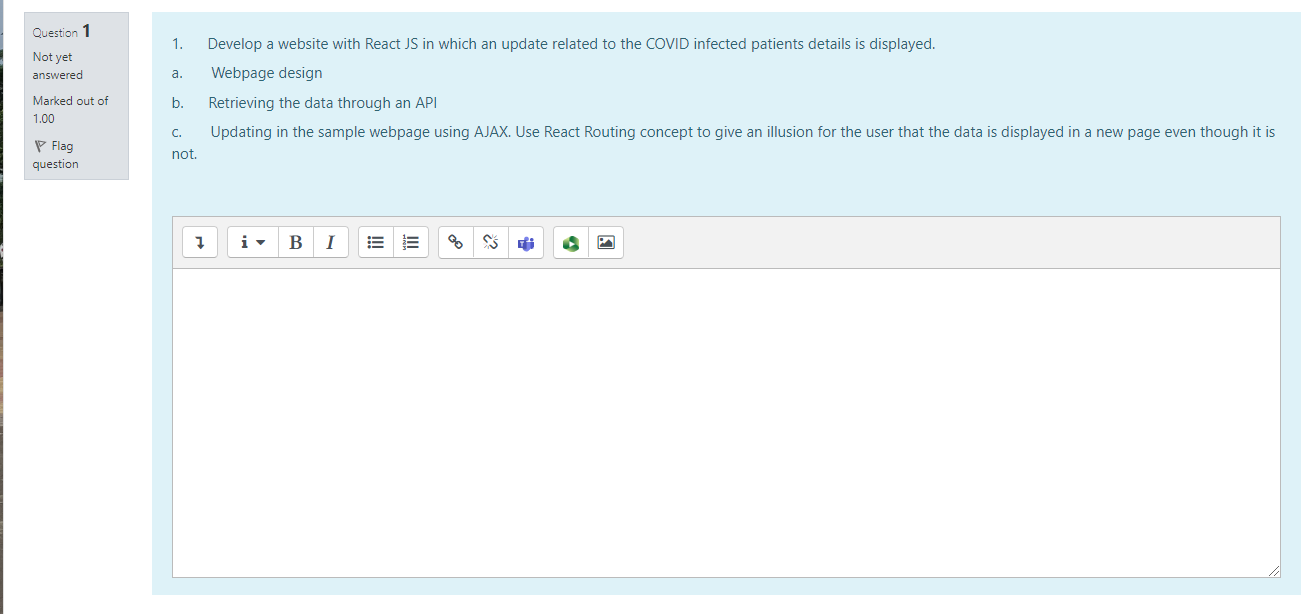 Question 1
Not yet
answered
Marked out of
1.00
Flag
question
1. Develop a website with React JS in which an update related to the COVID infected patients details is displayed.
a. Webpage design
b. Retrieving the data through an API
c. Updating in the sample webpage using AJAX. Use React Routing concept to give an illusion for the user that the data is displayed in a new page even though it is
not.
i B I